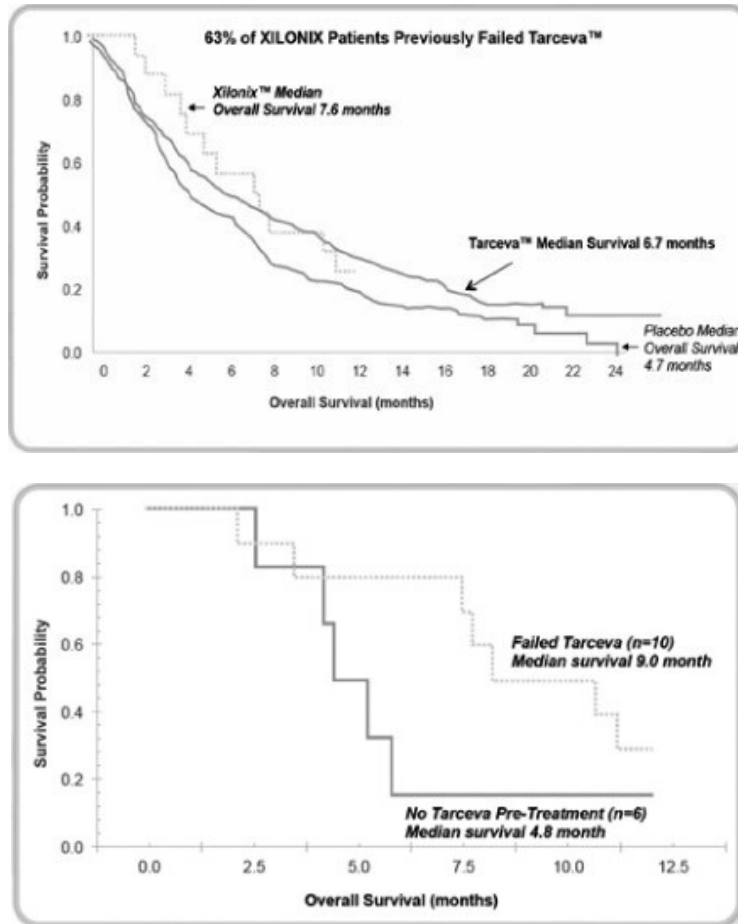 63% of XILONIX Patients Previously Failed Tarceva™
1.0
0.8
0.6
0.4
0.2
0.0
Survival Probability
Xilonix™ Median
Overall Survival 7.6 months
Tarceva™ Median Survival 6.7 months
Placebo Median
Overall Survival
4.7 months
0 2 4 6 8 10 12 14 16 18 20 22 24
Overall Survival (months)
1.0
0.8
0.6
0.4
0.2
0.0
Survival Probability
Failed Tarceva (n=10)
Median survival 9.0 month
No Tarceva Pre-Treatment (n=6)
Median survival 4.8 month
0.0 2.5 5.0 7.5 10.0 12.5
Overall Survival (months)